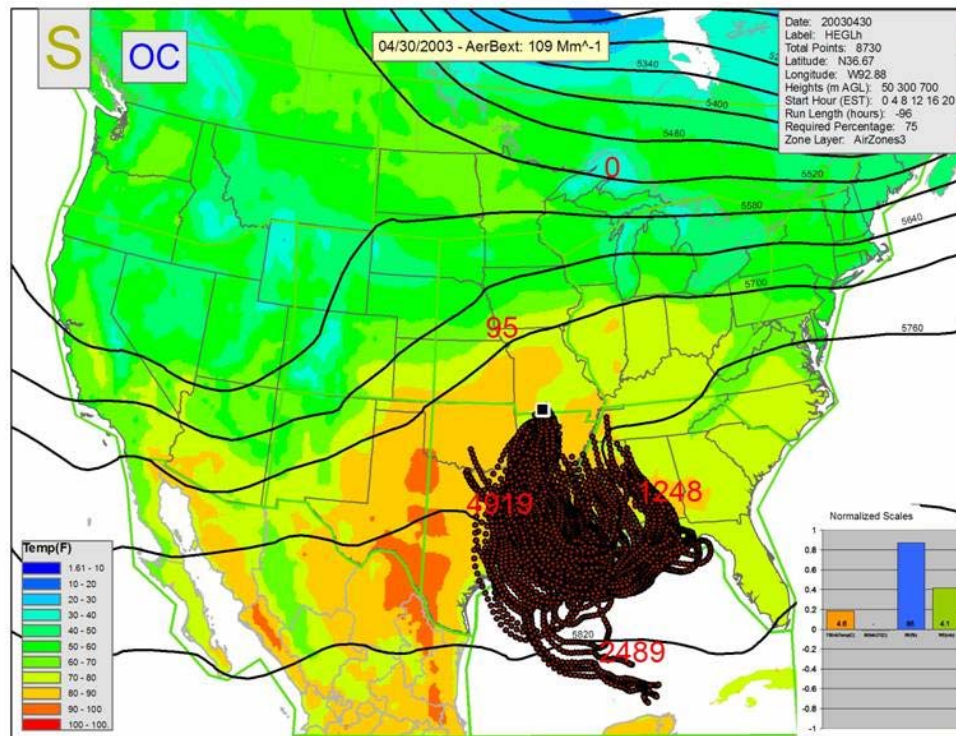 S
OC
04/30/2003 - AerBext: 109 Mm^-1
Date: 20030430
Label: HEGLh
Total Points: 8730
Latitude: N36.67
Longitude: W92.88
Heights (m AGL): 50 300 700
Start Hour (EST): 0 4 8 12 16 20
Run Length (hours): -96
Required Percentage: 75
Zone Layer: AirZones3
5340
5400
5480
5520
5580
5640
5700
5760
5820
0
95
4919
1248
2489
Temp(F)
1.61 - 10
10 - 20
20 - 30
30 - 40
40 - 50
50 - 60
60 - 70
70 - 80
80 - 90
90 - 100
100 - 100.
Normalized Scales
1
0.8
0.6
0.4
0.2
0
-0.2
-0.4
-0.6
-0.8
-1
4.6
85
4.1